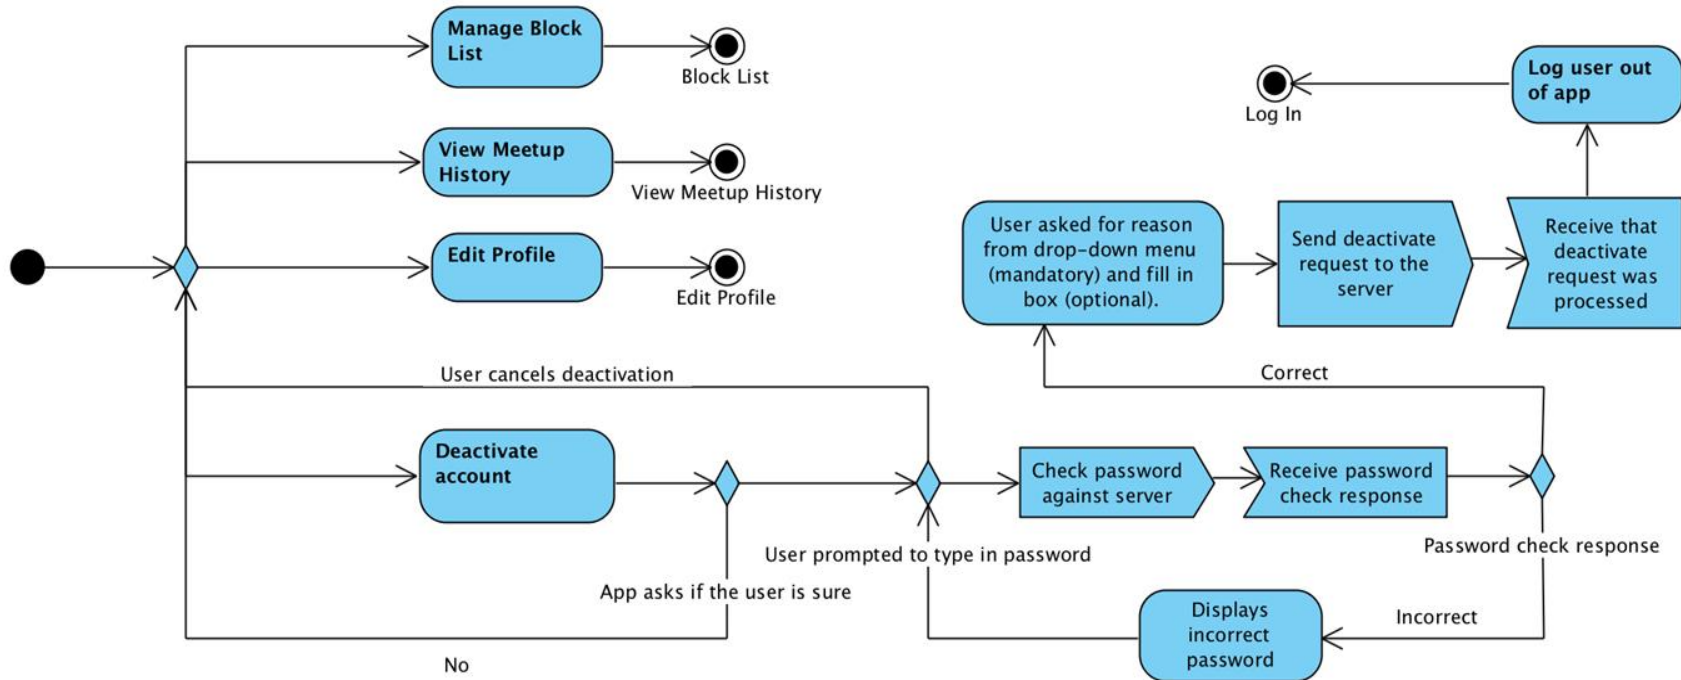 Manage Block
List
Block List
Log user out
of app
Log In
View Meetup
History
View Meetup History
User asked for reason
from drop-down menu
(mandatory) and fill in
box (optional).
Send deactivate
request to the
server
Receive that
deactivate
request was
processed
Edit Profile
Edit Profile
User cancels deactivation
Correct
Deactivate
account
Check password
against server
Receive password
check response
User prompted to type in password
Password check response
App asks if the user is sure
Displays
incorrect
password
Incorrect
No